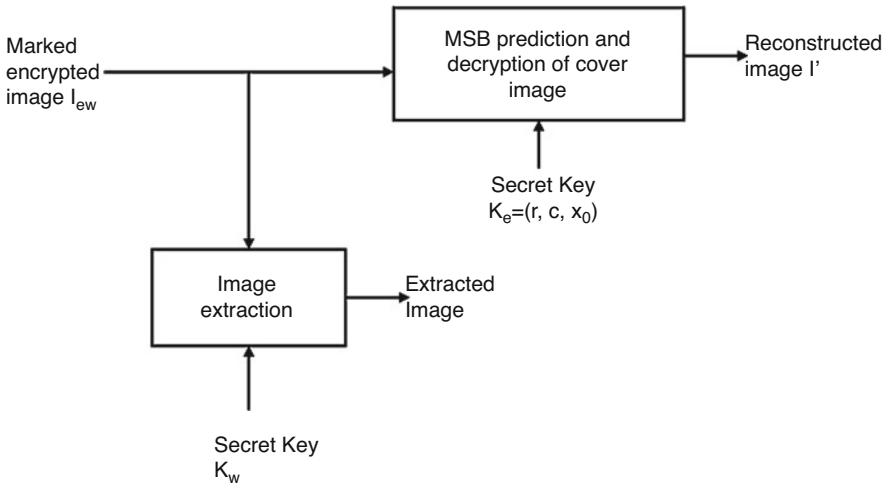 Marked
encrypted
image I_ew
MSB prediction and
decryption of cover
image
Reconstructed
image I'
Secret Key
K_e=(r, c, x_0)
Image
extraction
Extracted
Image
Secret Key
K_w